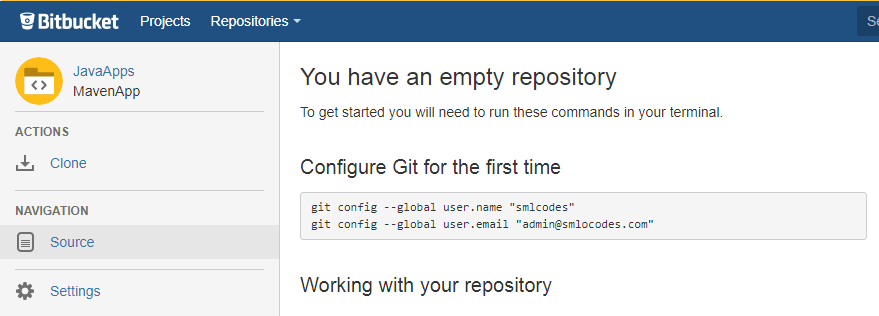 Bitbucket Projects Repositories Se
JavaApps
MavenApp
ACTIONS
Clone
NAVIGATION
Source
Settings
You have an empty repository
To get started you will need to run these commands in your terminal.
Configure Git for the first time
git config --global user.name "smlcodes"
git config --global user.email "admin@smlocodes.com"
Working with your repository